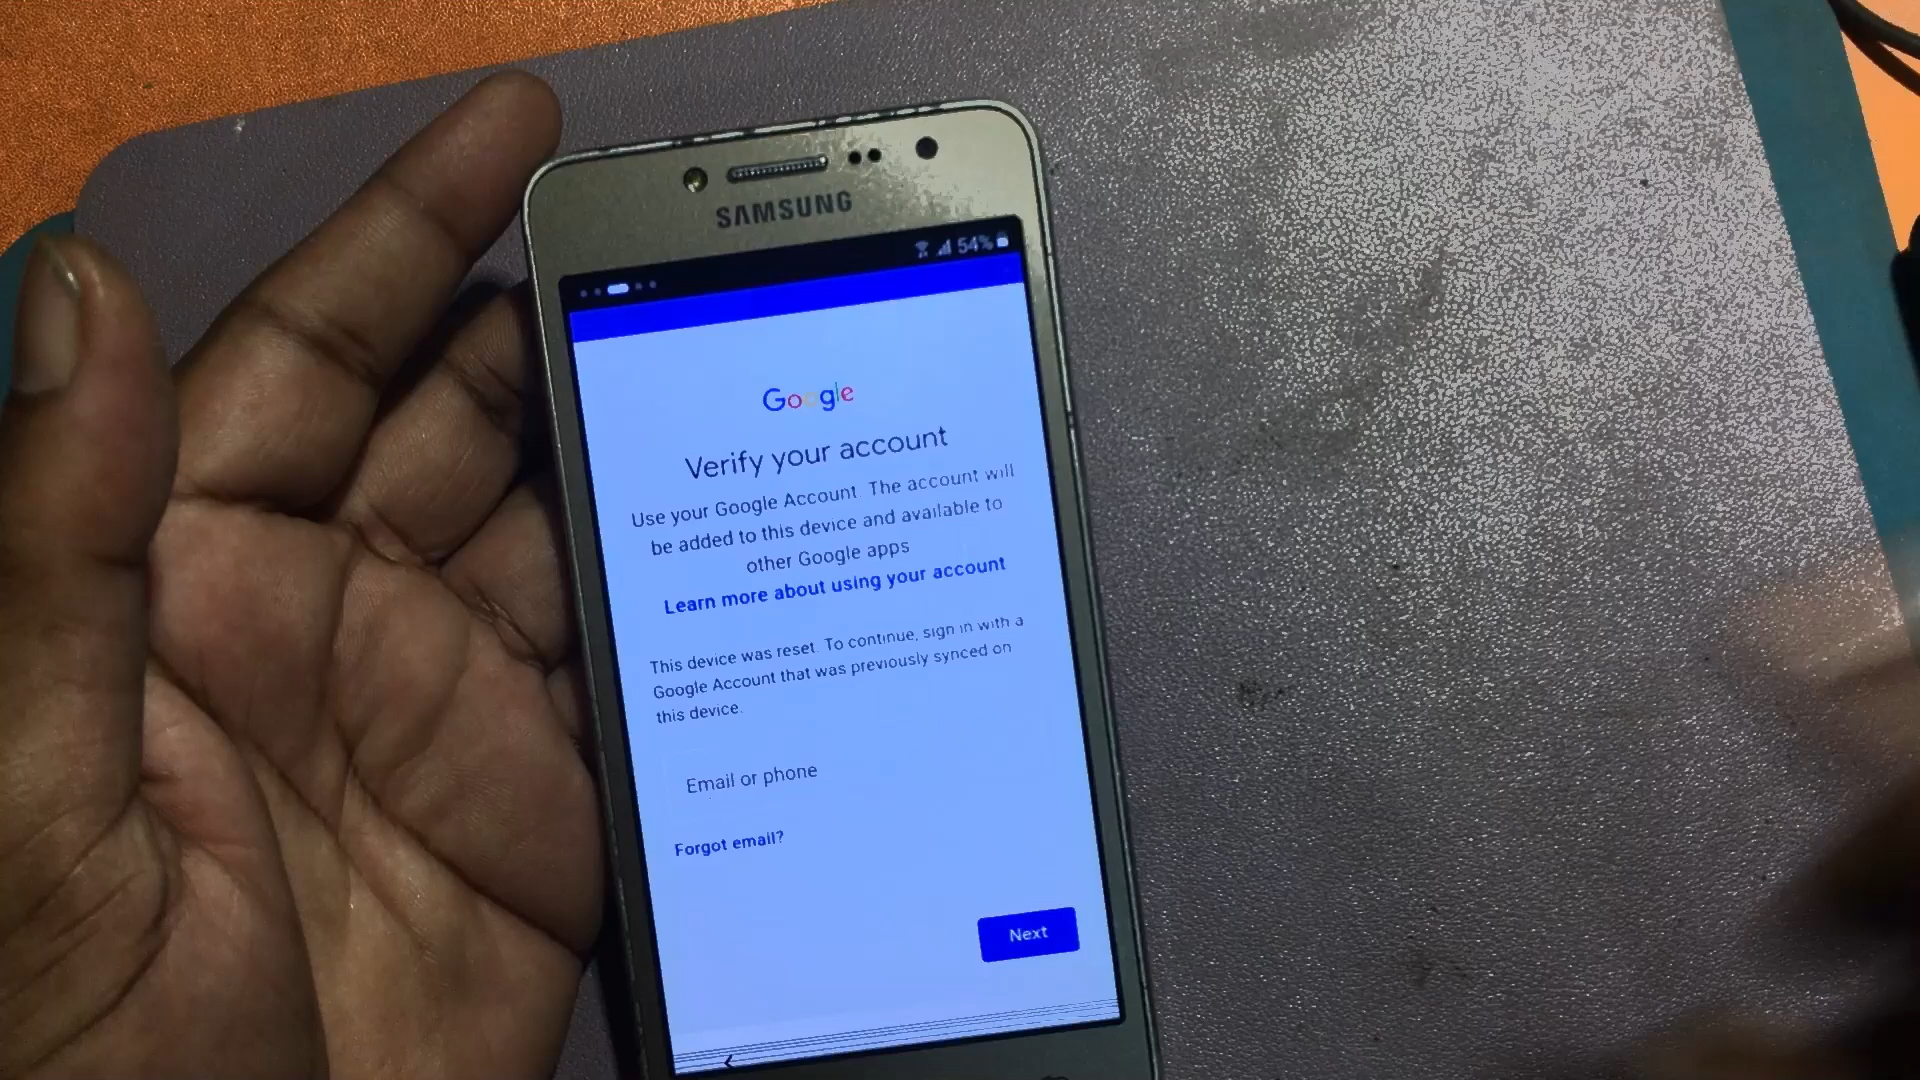 SAMSUNG
54%
Google
Verify your account
Use your Google Account. The account will
be added to this device and available to
other Google apps
Learn more about using your account
This device was reset. To continue, sign in with a
Google Account that was previously synced on
this device.
Email or phone
Forgot email?
Next